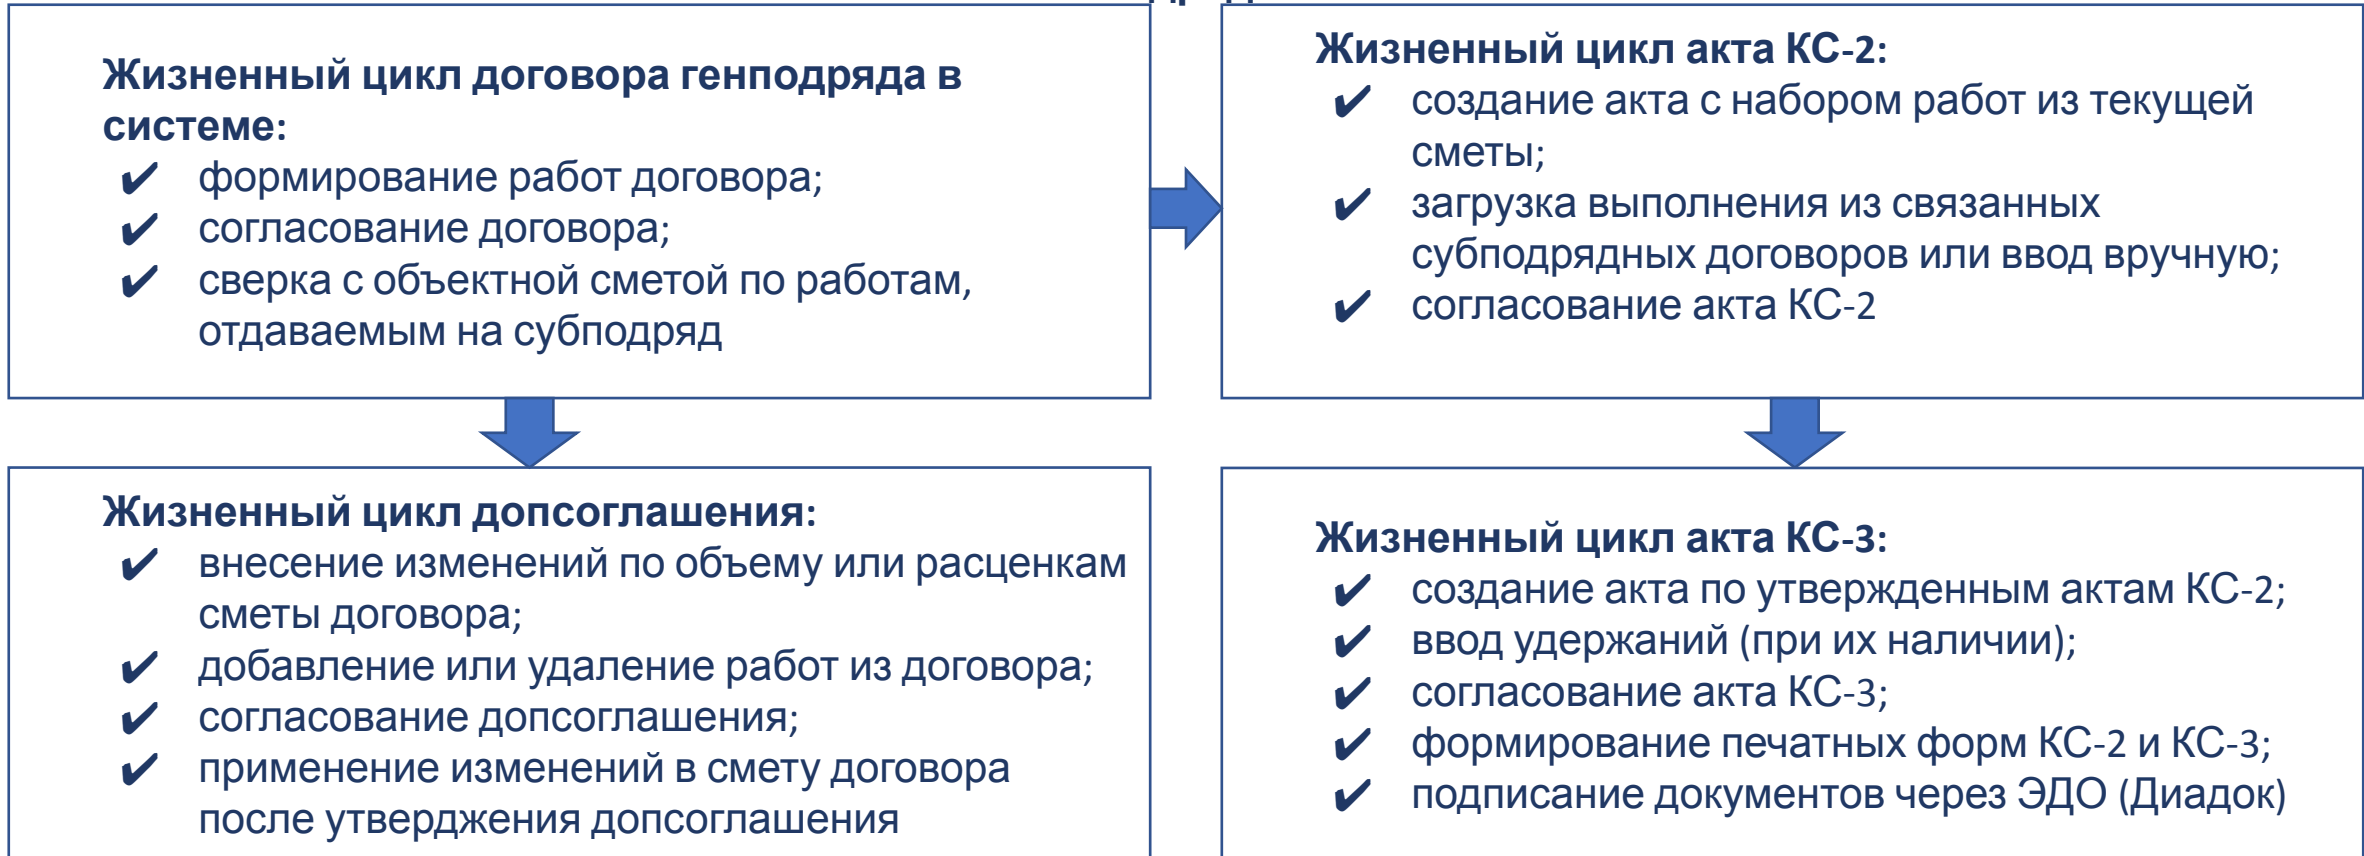 Жизненный цикл договора генподряда в
системе:
✔ формирование работ договора;
✔ согласование договора;
✔ сверка с объектной сметой по работам,
отдаваемым на субподряд
Жизненный цикл акта КС-2:
✔ создание акта с набором работ из текущей
сметы;
✔ загрузка выполнения из связанных
субподрядных договоров или ввод вручную;
✔ согласование акта КС-2
Жизненный цикл допсоглашения:
✔ внесение изменений по объему или расценкам
сметы договора;
✔ добавление или удаление работ из договора;
✔ согласование допсоглашения;
✔ применение изменений в смету договора
после утверджения допсоглашения
Жизненный цикл акта КС-3:
✔ создание акта по утвержденным актам КС-2;
✔ ввод удержаний (при их наличии);
✔ согласование акта КС-3;
✔ формирование печатных форм КС-2 и КС-3;
✔ подписание документов через ЭДО (Диадок)